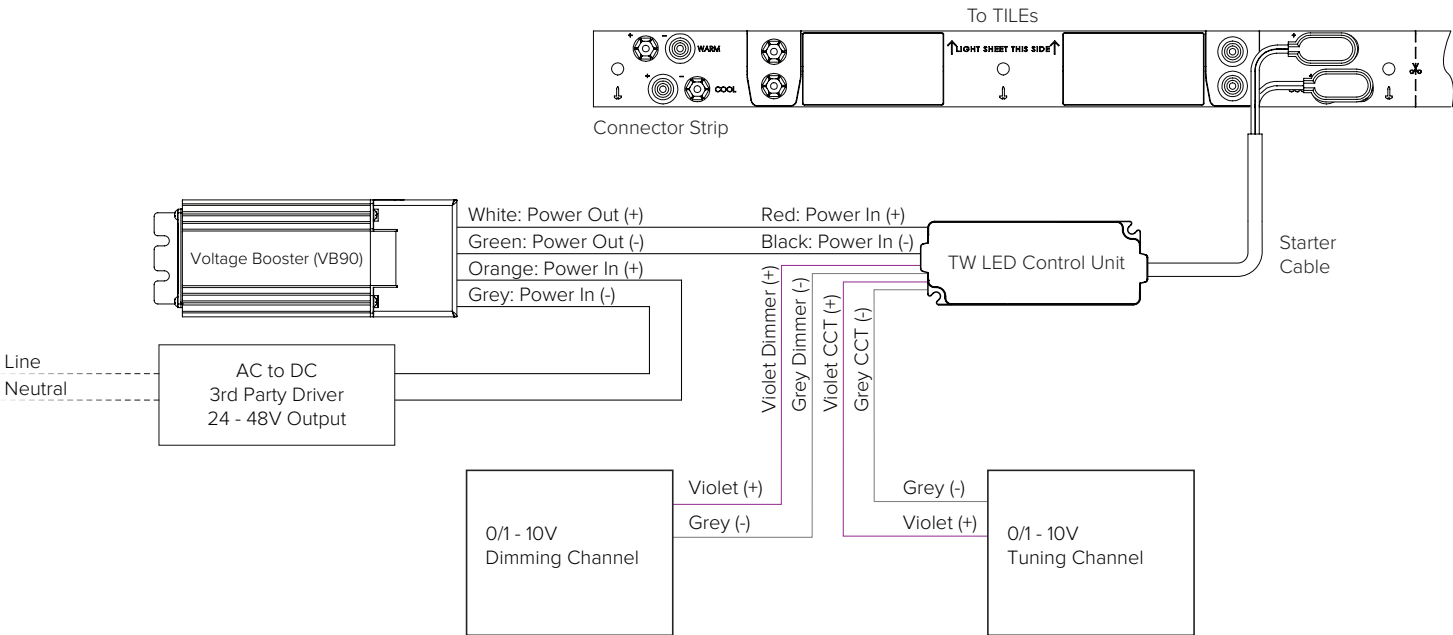 To TILEs
+
-
WARM
LIGHT SHEET THIS SIDE
+
+
-
COOL
+
Connector Strip
White: Power Out (+)
Red: Power In (+)
Green: Power Out (-)
Black: Power In (-)
Voltage Booster (VB90)
Orange: Power In (+)
Grey: Power In (-)
TW LED Control Unit
Starter
Cable
Violet Dimmer (+)
Grey Dimmer (-)
Violet CCT (+)
Grey CCT (-)
Line
Neutral
AC to DC
3rd Party Driver
24 - 48V Output
Violet (+)
Grey (-)
Grey (-)
Violet (+)
0/1 - 10V
Dimming Channel
0/1 - 10V
Tuning Channel